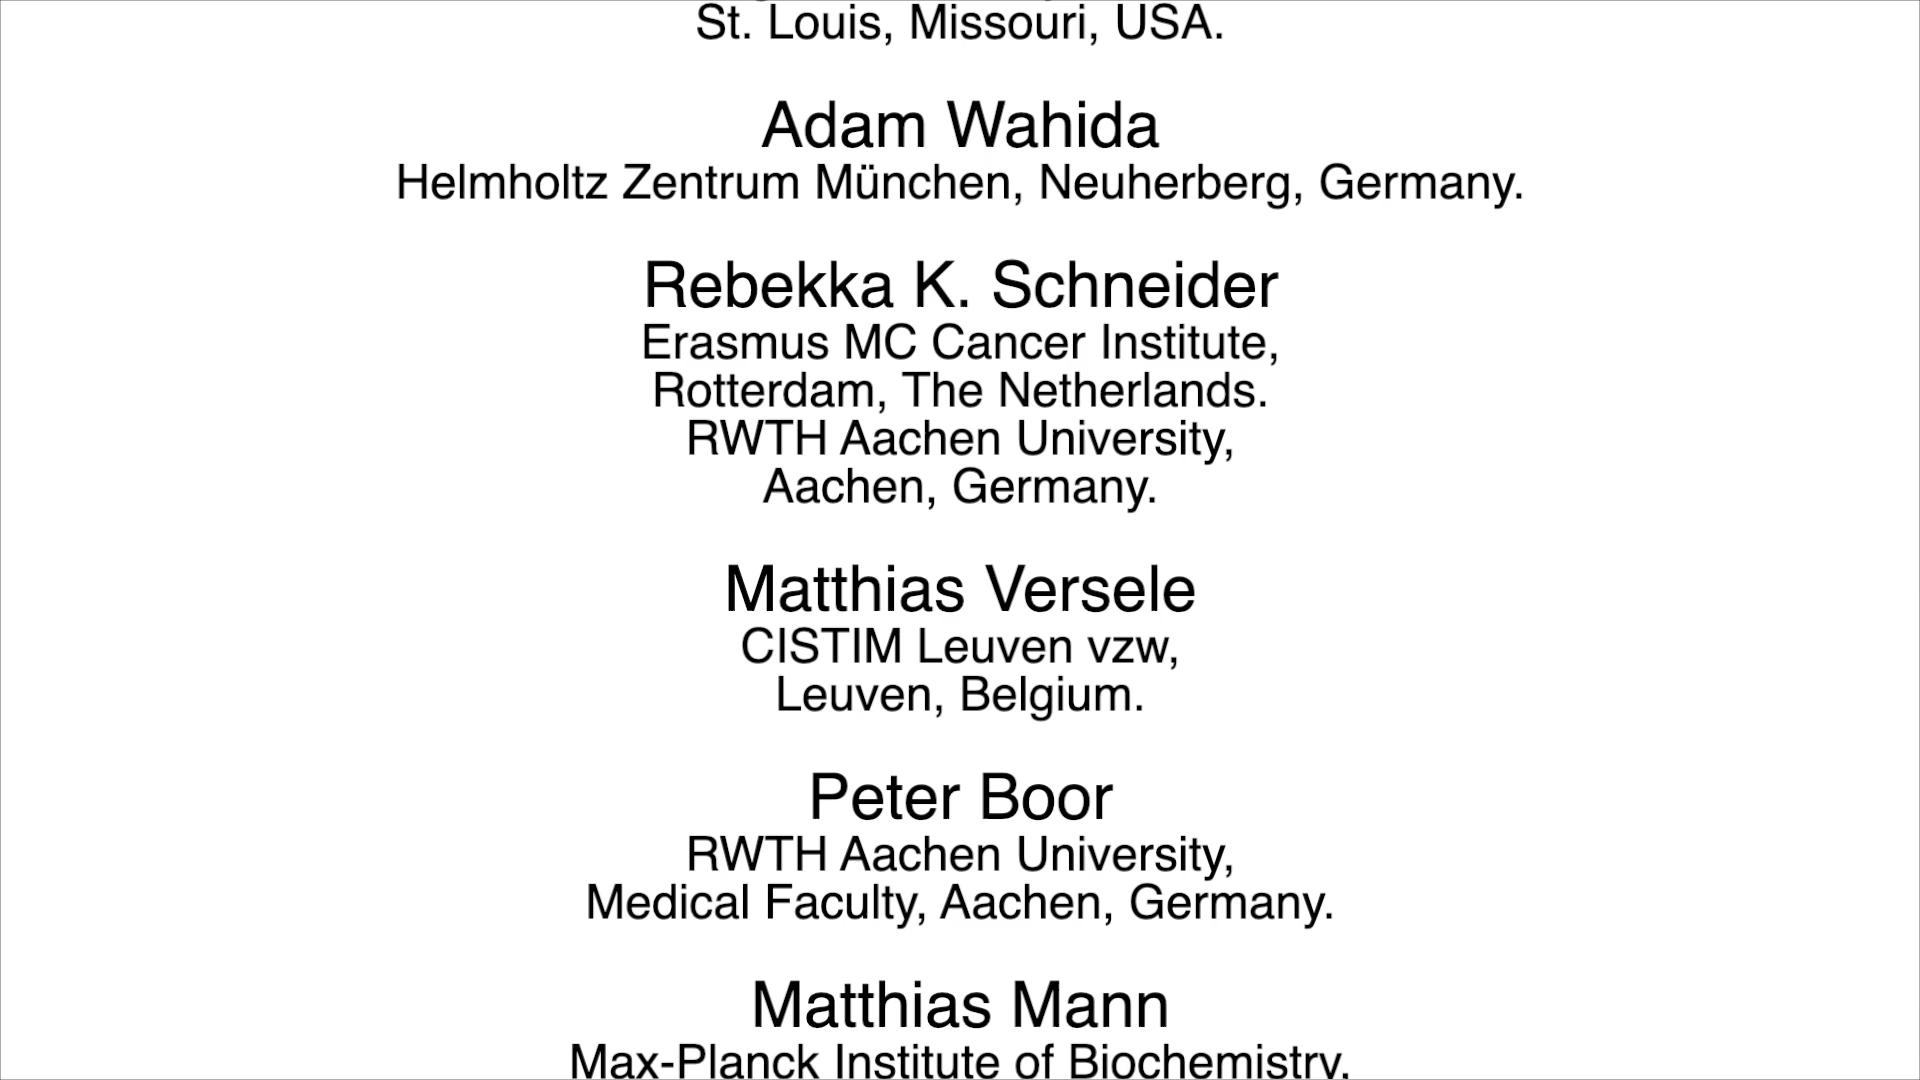 St. Louis, Missouri, USA.
Adam Wahida
Helmholtz Zentrum München, Neuherberg, Germany.
Rebekka K. Schneider
Erasmus MC Cancer Institute,
Rotterdam, The Netherlands.
RWTH Aachen University,
Aachen, Germany.
Matthias Versele
CISTIM Leuven vzw,
Leuven, Belgium.
Peter Boor
RWTH Aachen University,
Medical Faculty, Aachen, Germany.
Matthias Mann
Max-Planck Institute of Biochemistry,